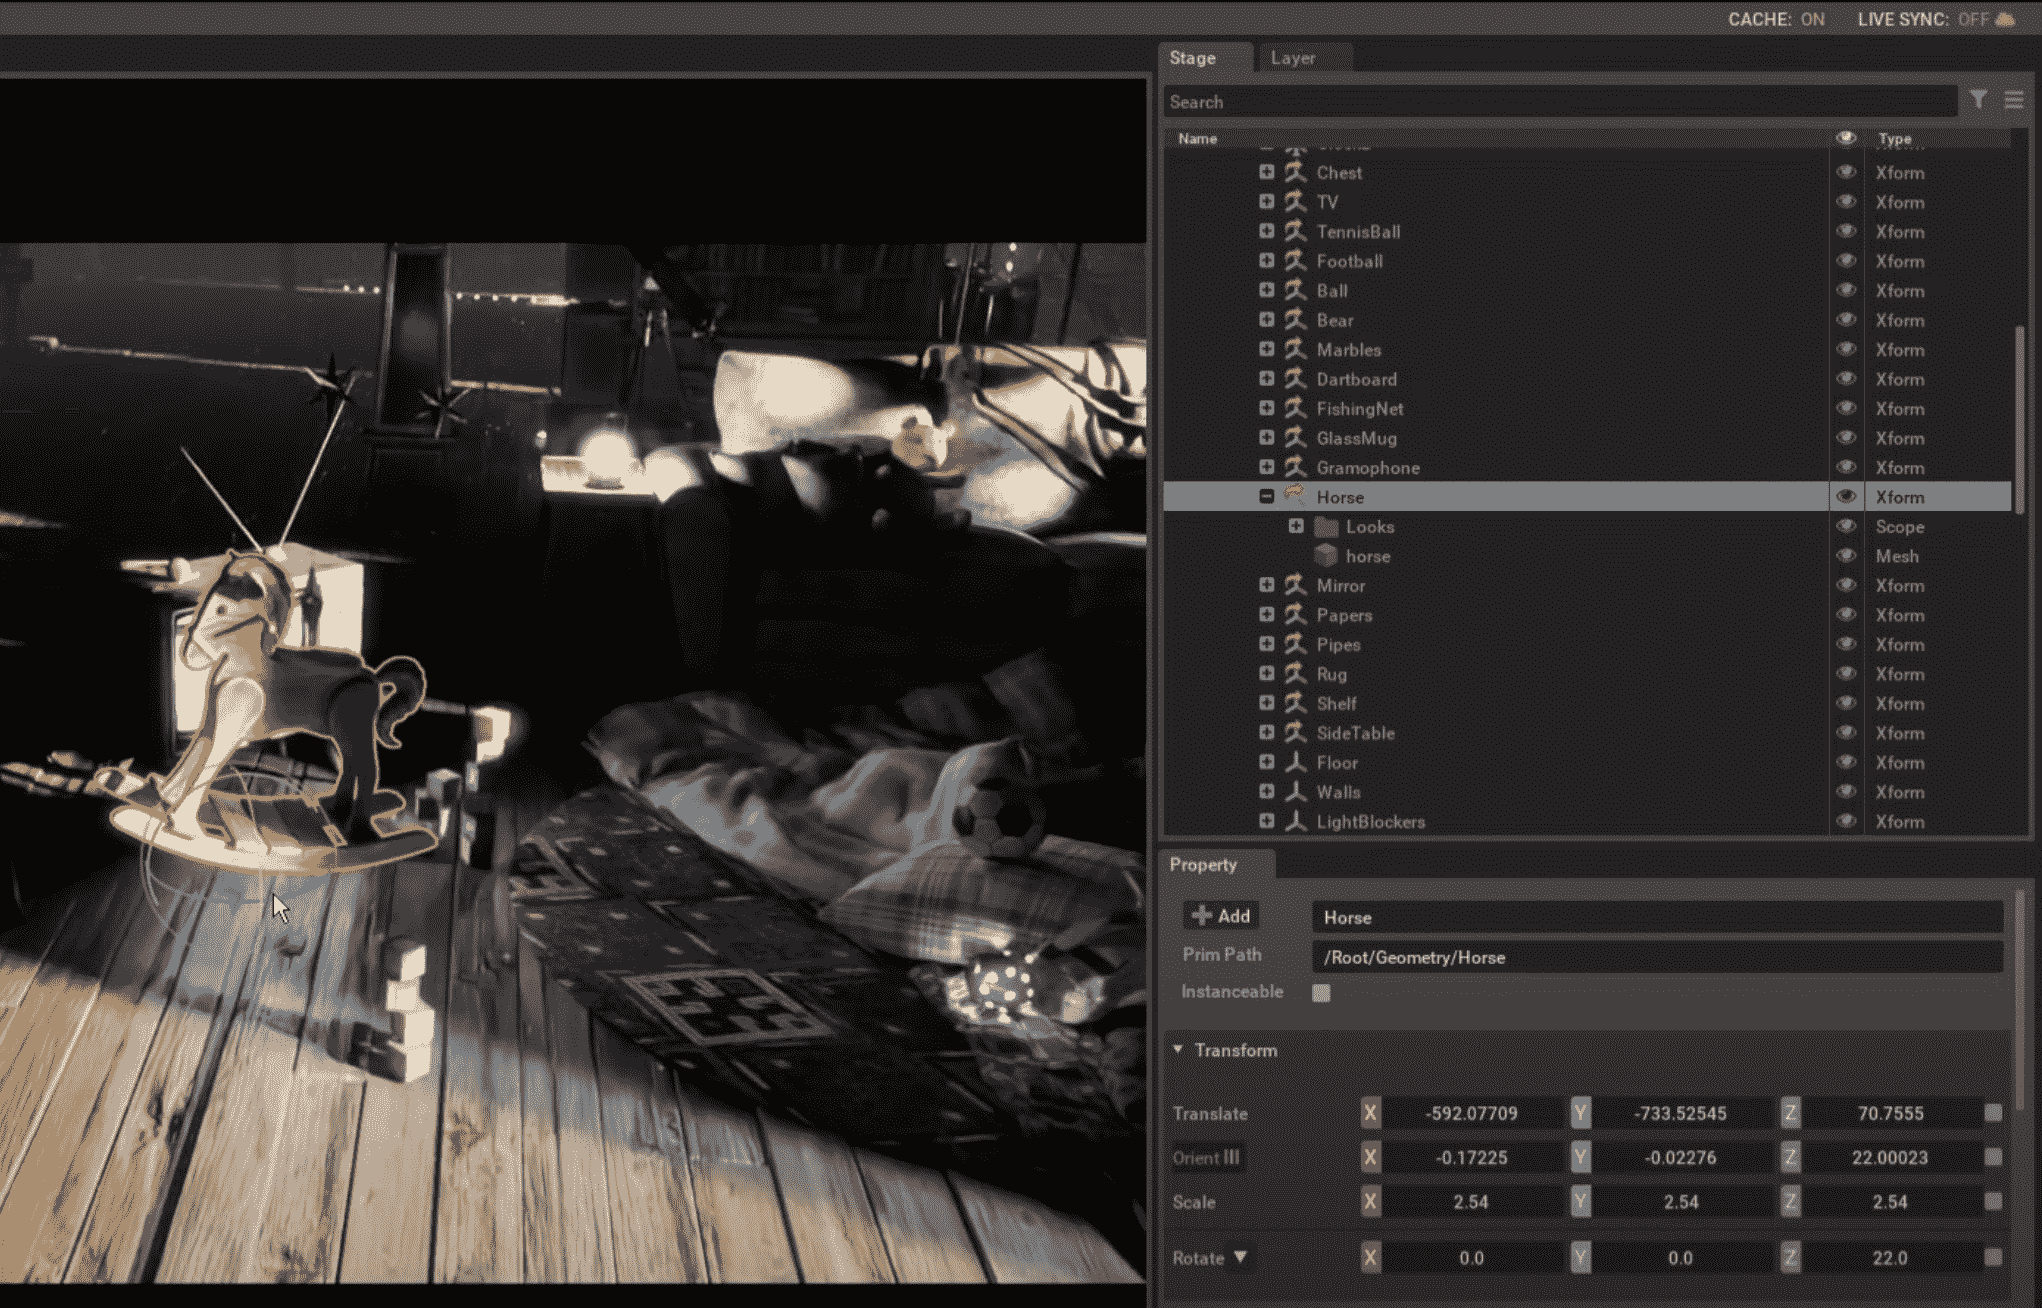 CACHE: ON LIVE SYNC: OFF
Stage Layer
Search
Name Type
Chest Xform
TV Xform
TennisBall Xform
Football Xform
Ball Xform
Bear Xform
Marbles Xform
Dartboard Xform
FishingNet Xform
GlassMug Xform
Gramophone Xform
Horse Xform
Looks Scope
horse Mesh
Mirror Xform
Papers Xform
Pipes Xform
Rug Xform
Shelf Xform
SideTable Xform
Floor Xform
Walls Xform
LightBlockers Xform
Property
Add Horse
Prim Path /Root/Geometry/Horse
Instanceable
Transform
Translate X -592.07709 Y -733.52545 Z 70.7555
Orient X -0.17225 Y -0.02276 Z 22.00023
Scale X 2.54 Y 2.54 Z 2.54
Rotate X 0.0 Y 0.0 Z 22.0